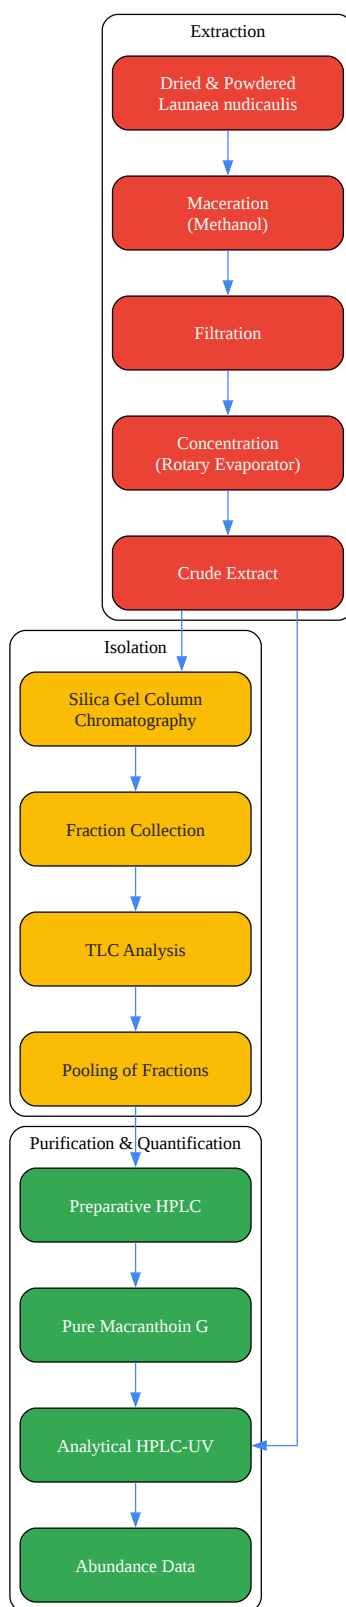 Extraction
Dried & Powdered
Launaea nudicaulis
Maceration
(Methanol)
Filtration
Concentration
(Rotary Evaporator)
Crude Extract
Isolation
Silica Gel Column
Chromatography
Fraction Collection
TLC Analysis
Pooling of Fractions
Purification & Quantification
Preparative HPLC
Pure Macranthoin G
Analytical HPLC-UV
Abundance Data